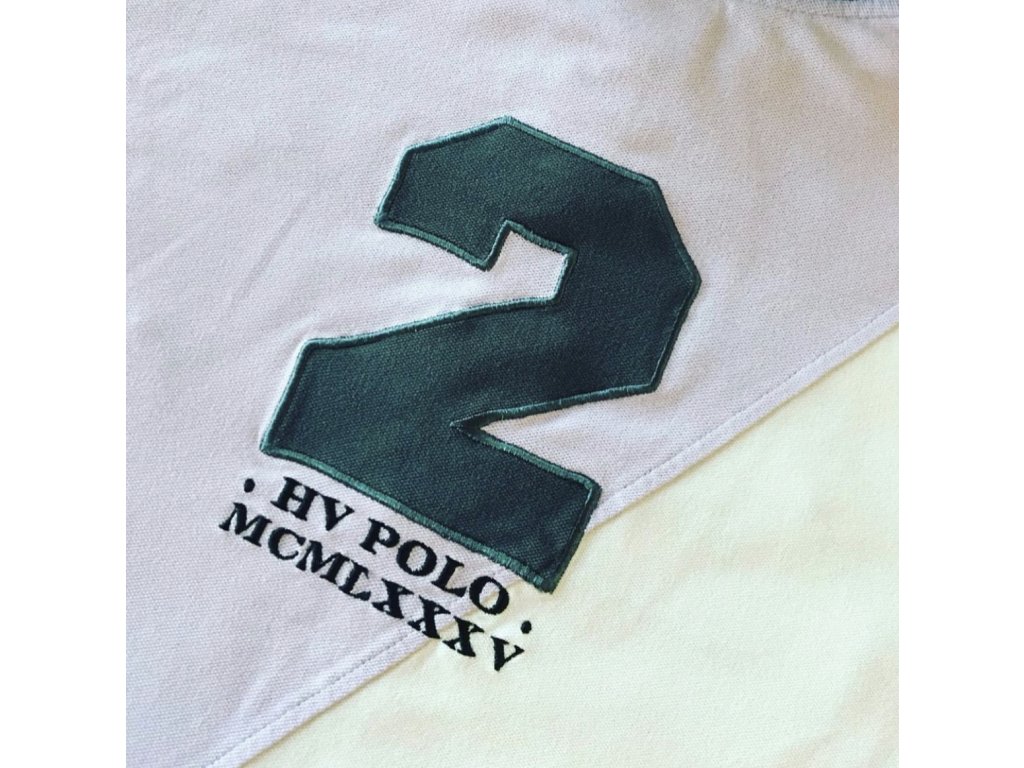 2
. HV POLO .
MCMLXXXV